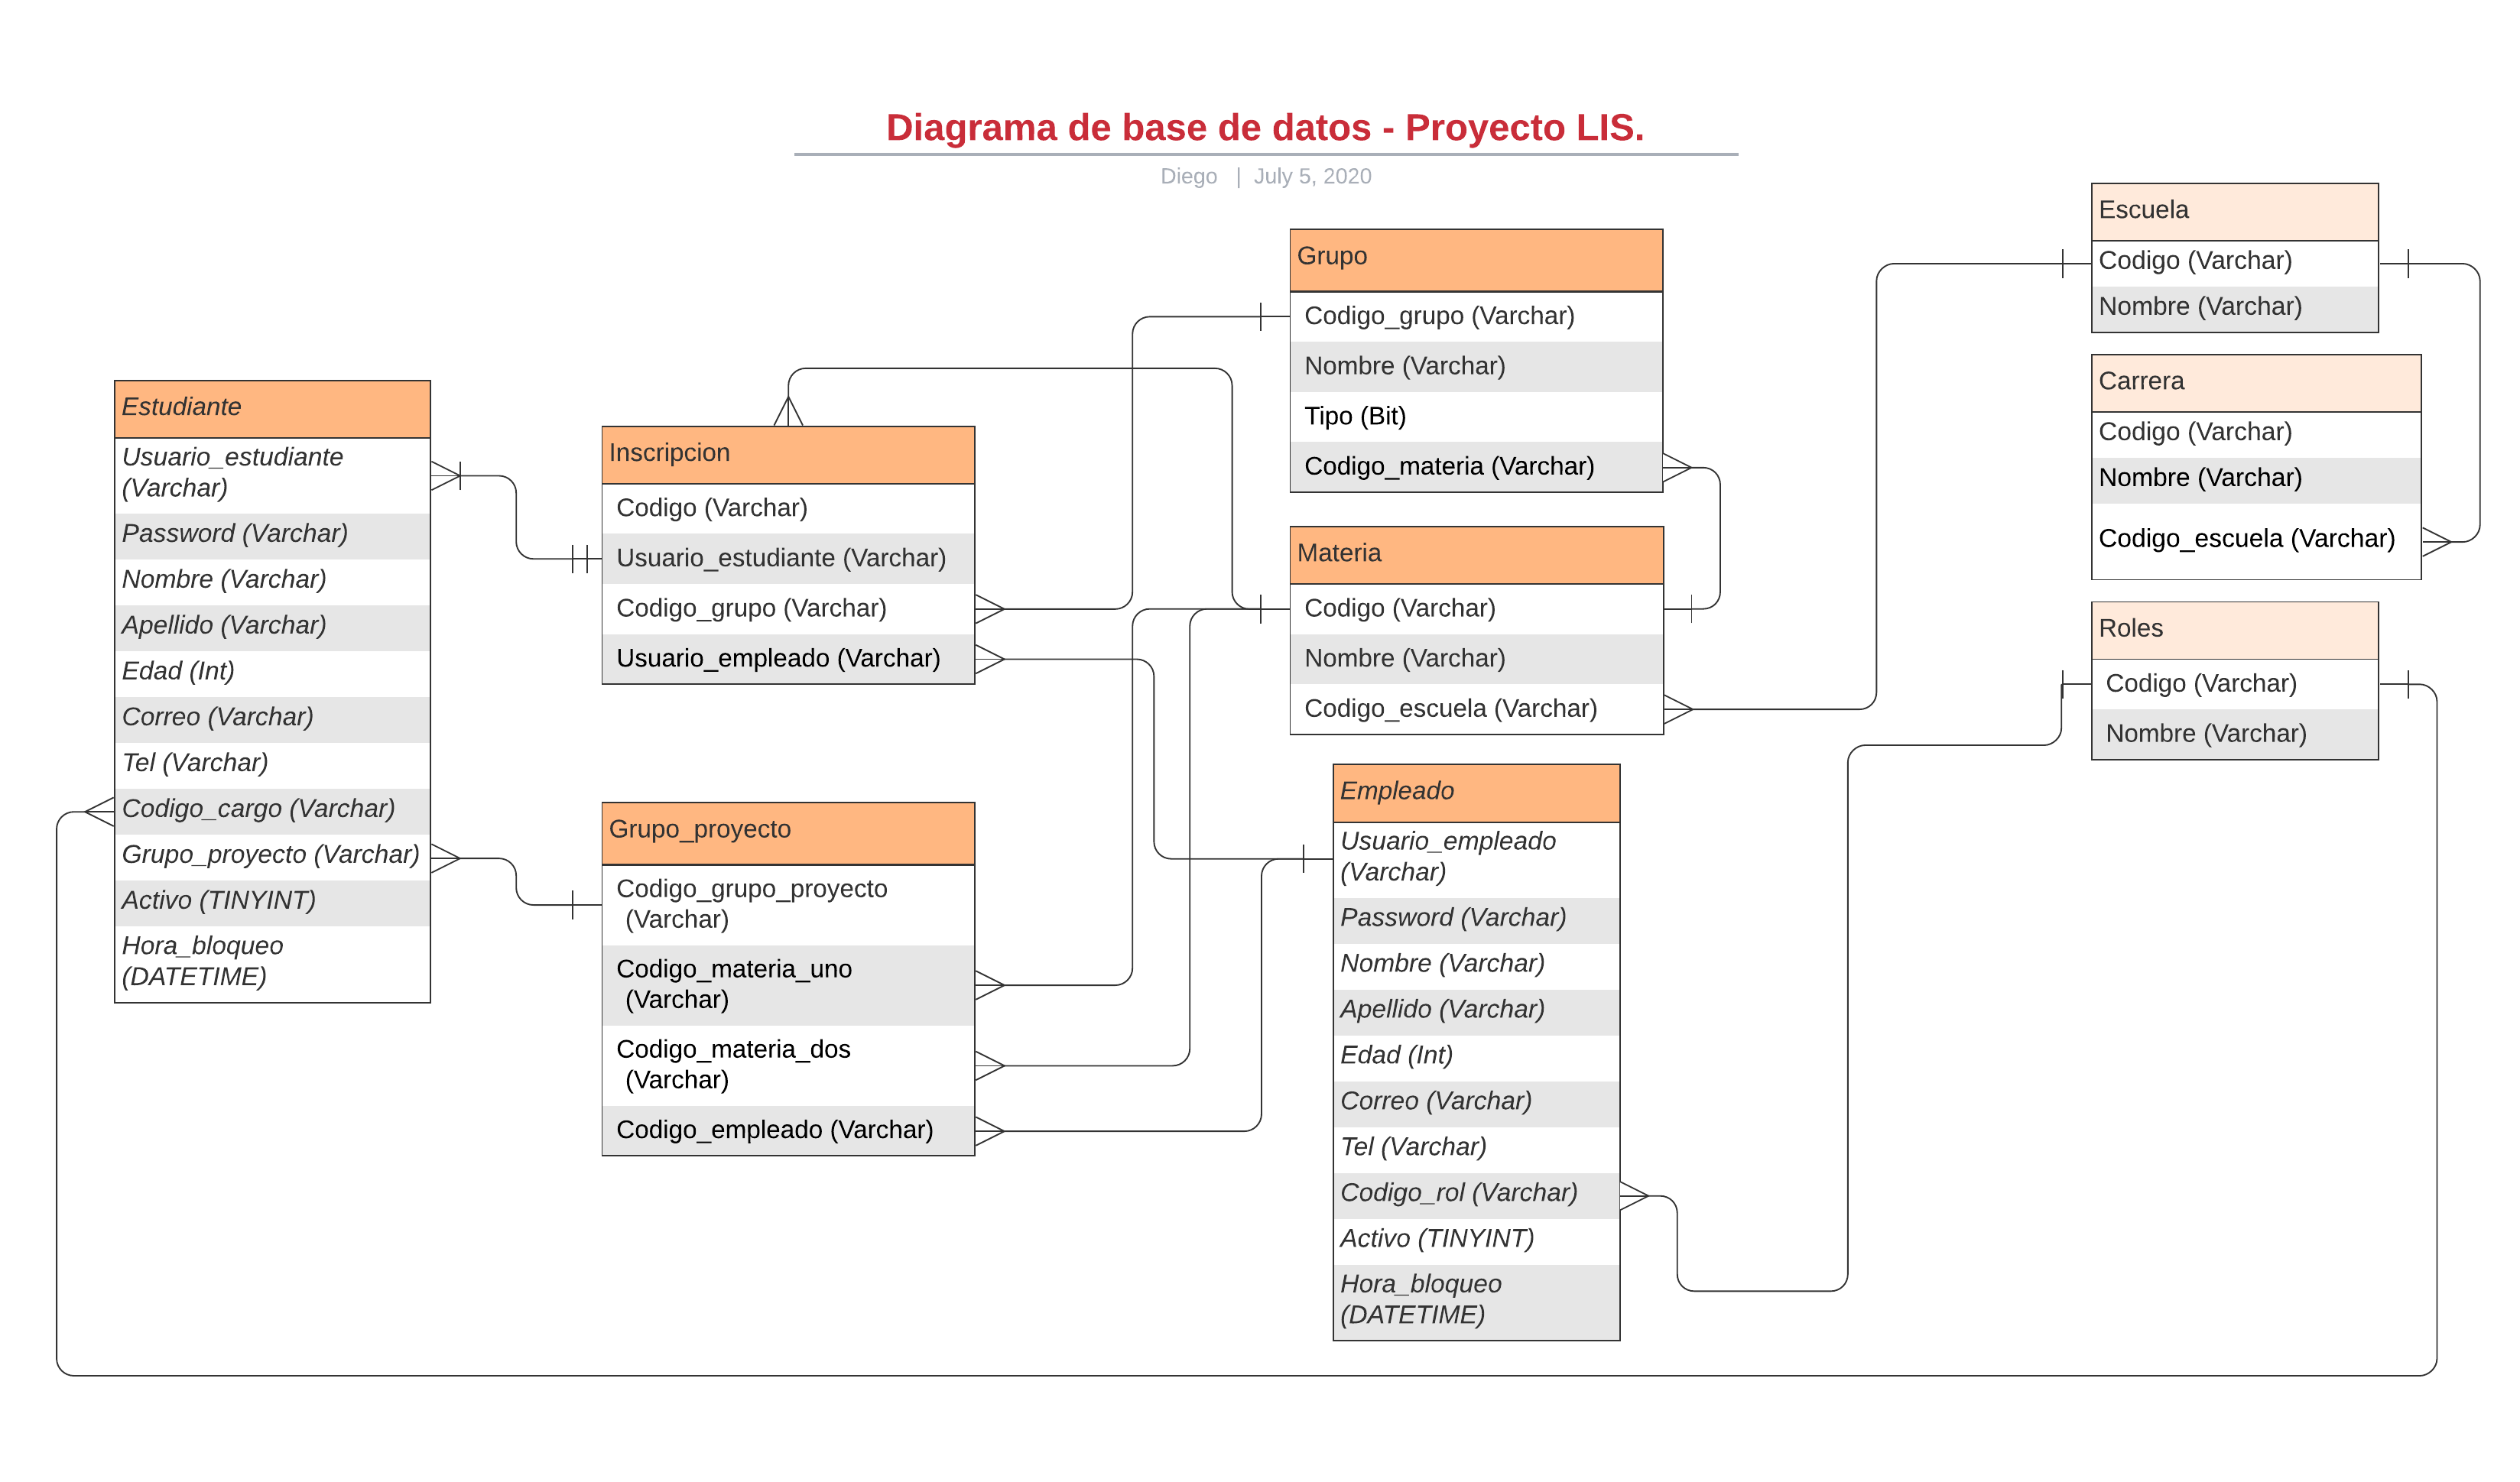 Diagrama de base de datos - Proyecto LIS.
Diego | July 5, 2020
Estudiante
Usuario_estudiante
(Varchar)
Password (Varchar)
Nombre (Varchar)
Apellido (Varchar)
Edad (Int)
Correo (Varchar)
Tel (Varchar)
Codigo_cargo (Varchar)
Grupo_proyecto (Varchar)
Activo (TINYINT)
Hora_bloqueo
(DATETIME)
Inscripcion
Codigo (Varchar)
Usuario_estudiante (Varchar)
Codigo_grupo (Varchar)
Usuario_empleado (Varchar)
Grupo_proyecto
Codigo_grupo_proyecto
(Varchar)
Codigo_materia_uno
(Varchar)
Codigo_materia_dos
(Varchar)
Codigo_empleado (Varchar)
Grupo
Codigo_grupo (Varchar)
Nombre (Varchar)
Tipo (Bit)
Codigo_materia (Varchar)
Materia
Codigo (Varchar)
Nombre (Varchar)
Codigo_escuela (Varchar)
Empleado
Usuario_empleado
(Varchar)
Password (Varchar)
Nombre (Varchar)
Apellido (Varchar)
Edad (Int)
Correo (Varchar)
Tel (Varchar)
Codigo_rol (Varchar)
Activo (TINYINT)
Hora_bloqueo
(DATETIME)
Escuela
Codigo (Varchar)
Nombre (Varchar)
Carrera
Codigo (Varchar)
Nombre (Varchar)
Codigo_escuela (Varchar)
Roles
Codigo (Varchar)
Nombre (Varchar)